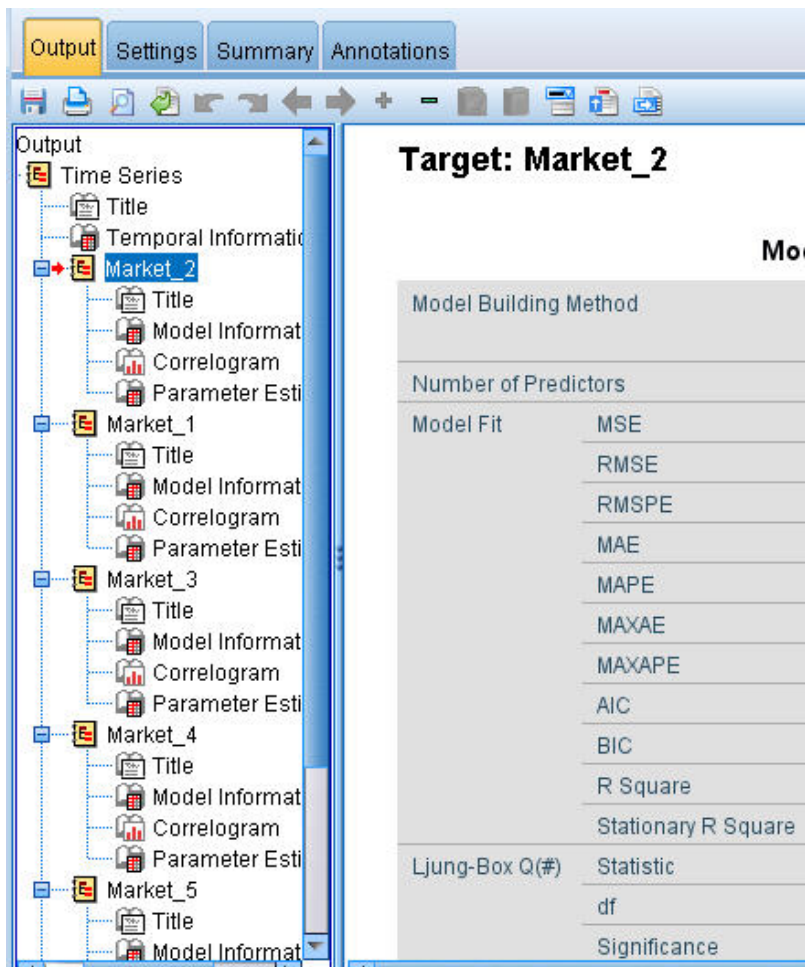 Output Settings Summary Annotations
Output
Time Series
Title
Temporal Informatic
Market_2
Title
Model Informat
Correlogram
Parameter Esti
Market_1
Title
Model Informat
Correlogram
Parameter Esti
Market_3
Title
Model Informat
Correlogram
Parameter Esti
Market_4
Title
Model Informat
Correlogram
Parameter Esti
Market_5
Title
Model Informat
Target: Market_2
Mod
Model Building Method
Number of Predictors
Model Fit MSE
RMSE
RMSPE
MAE
MAPE
MAXAE
MAXAPE
AIC
BIC
R Square
Stationary R Square
Ljung-Box Q(#) Statistic
df
Significance